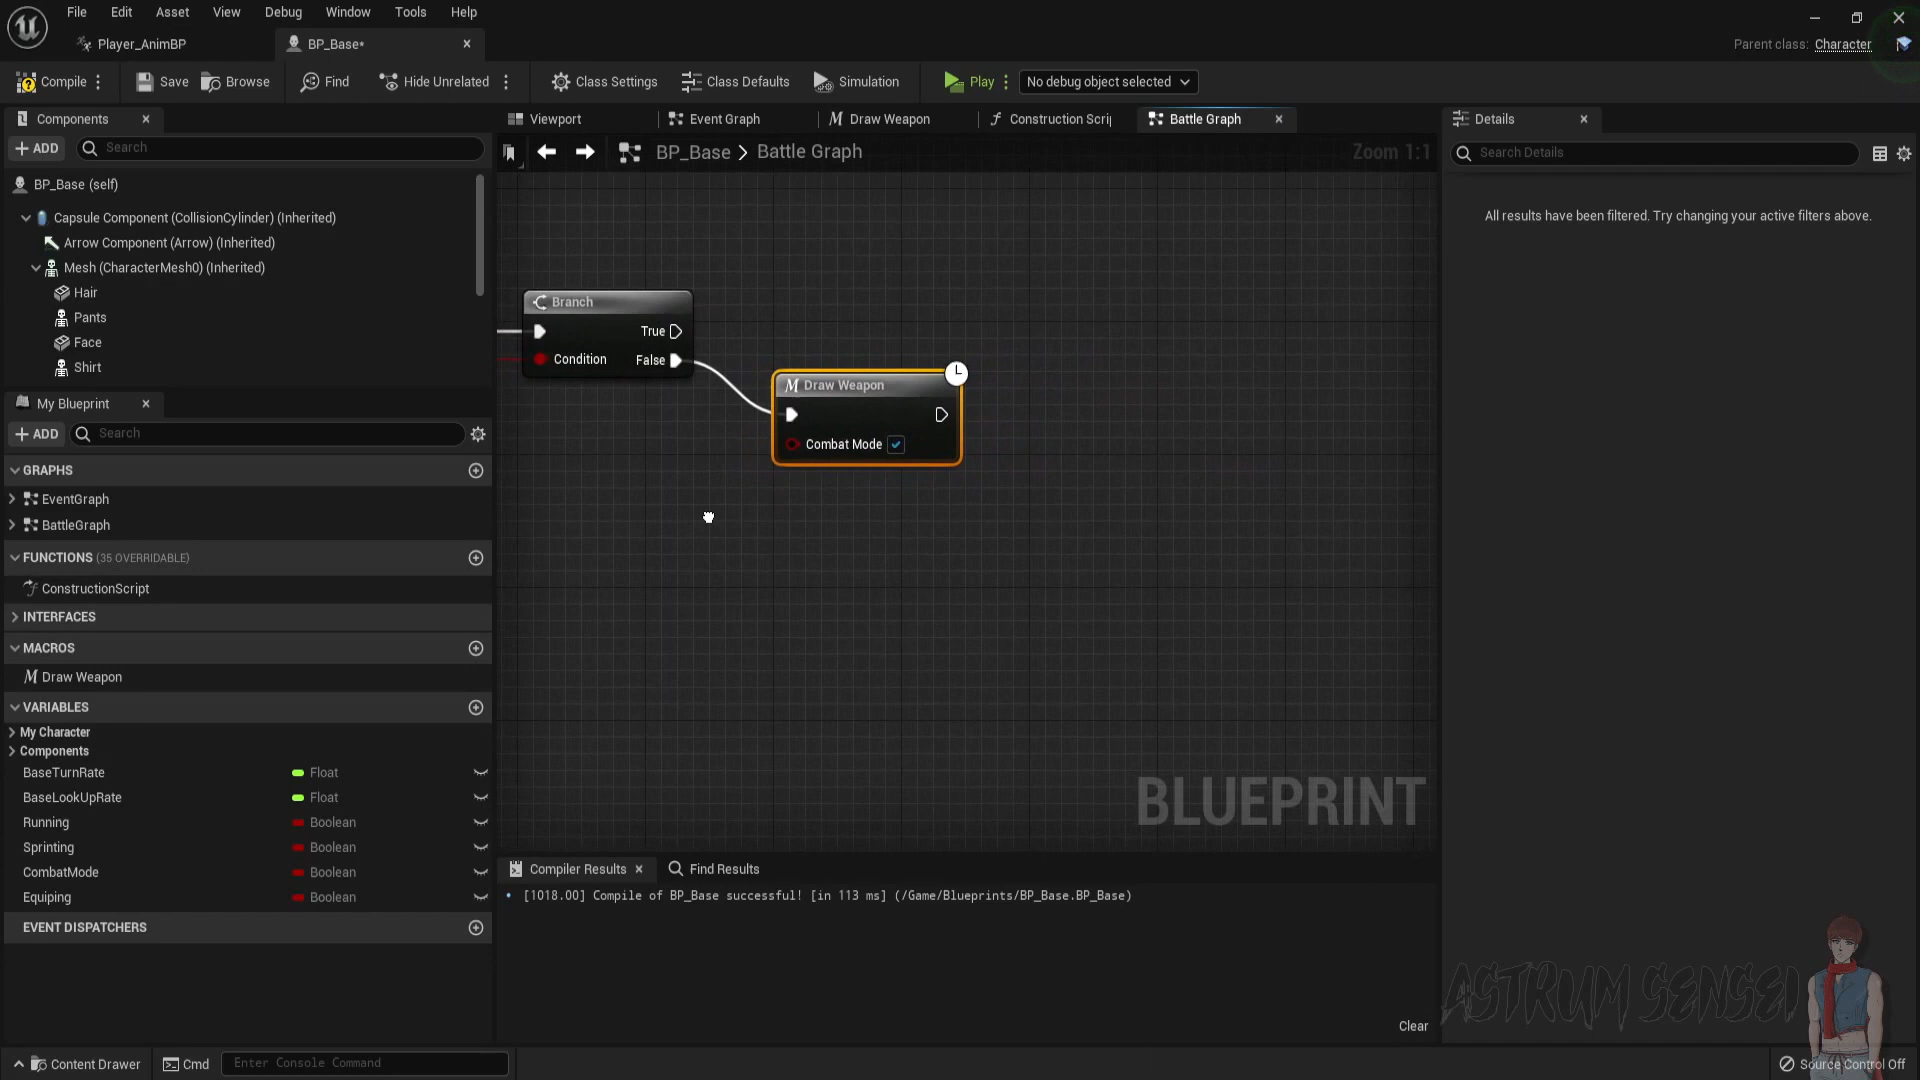 File Edit Asset View Debug Window Tools Help
Player_AnimBP
BP_Base*
Parent class: Character
Compile
Save
Browse
Find
Hide Unrelated
Class Settings
Class Defaults
Simulation
Play
No debug object selected
Components
ADD
Search
BP_Base (self)
Capsule Component (CollisionCylinder) (Inherited)
Arrow Component (Arrow) (Inherited)
Mesh (CharacterMesh0) (Inherited)
Hair
Pants
Face
Shirt
My Blueprint
ADD
Search
GRAPHS
EventGraph
BattleGraph
FUNCTIONS (35 OVERRIDABLE)
ConstructionScript
INTERFACES
MACROS
Draw Weapon
VARIABLES
My Character
Components
BaseTurnRate Float
BaseLookUpRate Float
Running Boolean
Sprinting Boolean
CombatMode Boolean
Equiping Boolean
EVENT DISPATCHERS
Viewport
Event Graph
Draw Weapon
Construction Scrip
Battle Graph
BP_Base > Battle Graph
Zoom 1:1
Branch
True
Condition
False
Draw Weapon
Combat Mode
BLUEPRINT
Compiler Results
Find Results
[1018.00] Compile of BP_Base successful! [in 113 ms] (/Game/Blueprints/BP_Base.BP_Base)
Clear
Details
Search Details
All results have been filtered. Try changing your active filters above.
ASTRUM SENSEI
Content Drawer
Cmd
Enter Console Command
Source Control Off